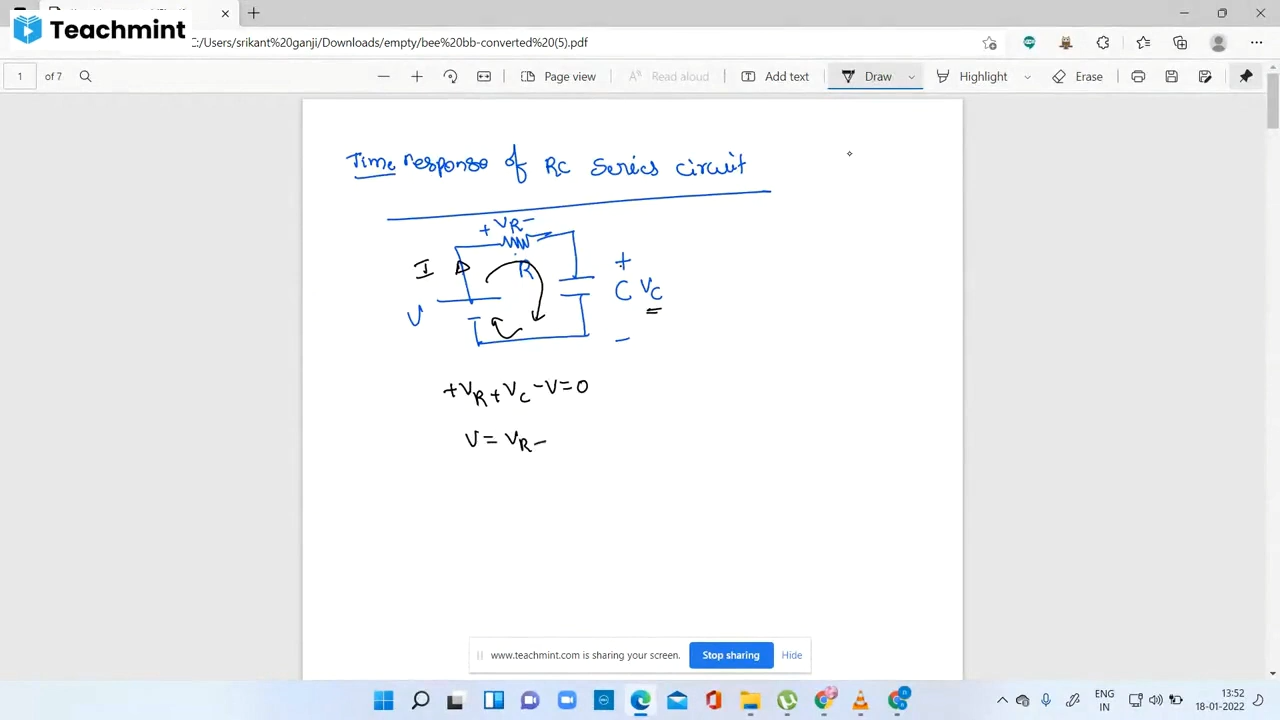 Teachmint
C:/Users/srikant%20ganji/Downloads/empty/bee%20bb-converted%20(5).pdf
1 of 7 Page view Read aloud Add text Draw Highlight Erase
Time response of RC Series circuit
+ VR −
I R + C VC −
V
+VR + VC − V = 0
V = VR −
www.teachmint.com is sharing your screen. Stop sharing Hide
ENG IN 13:52 18-01-2022